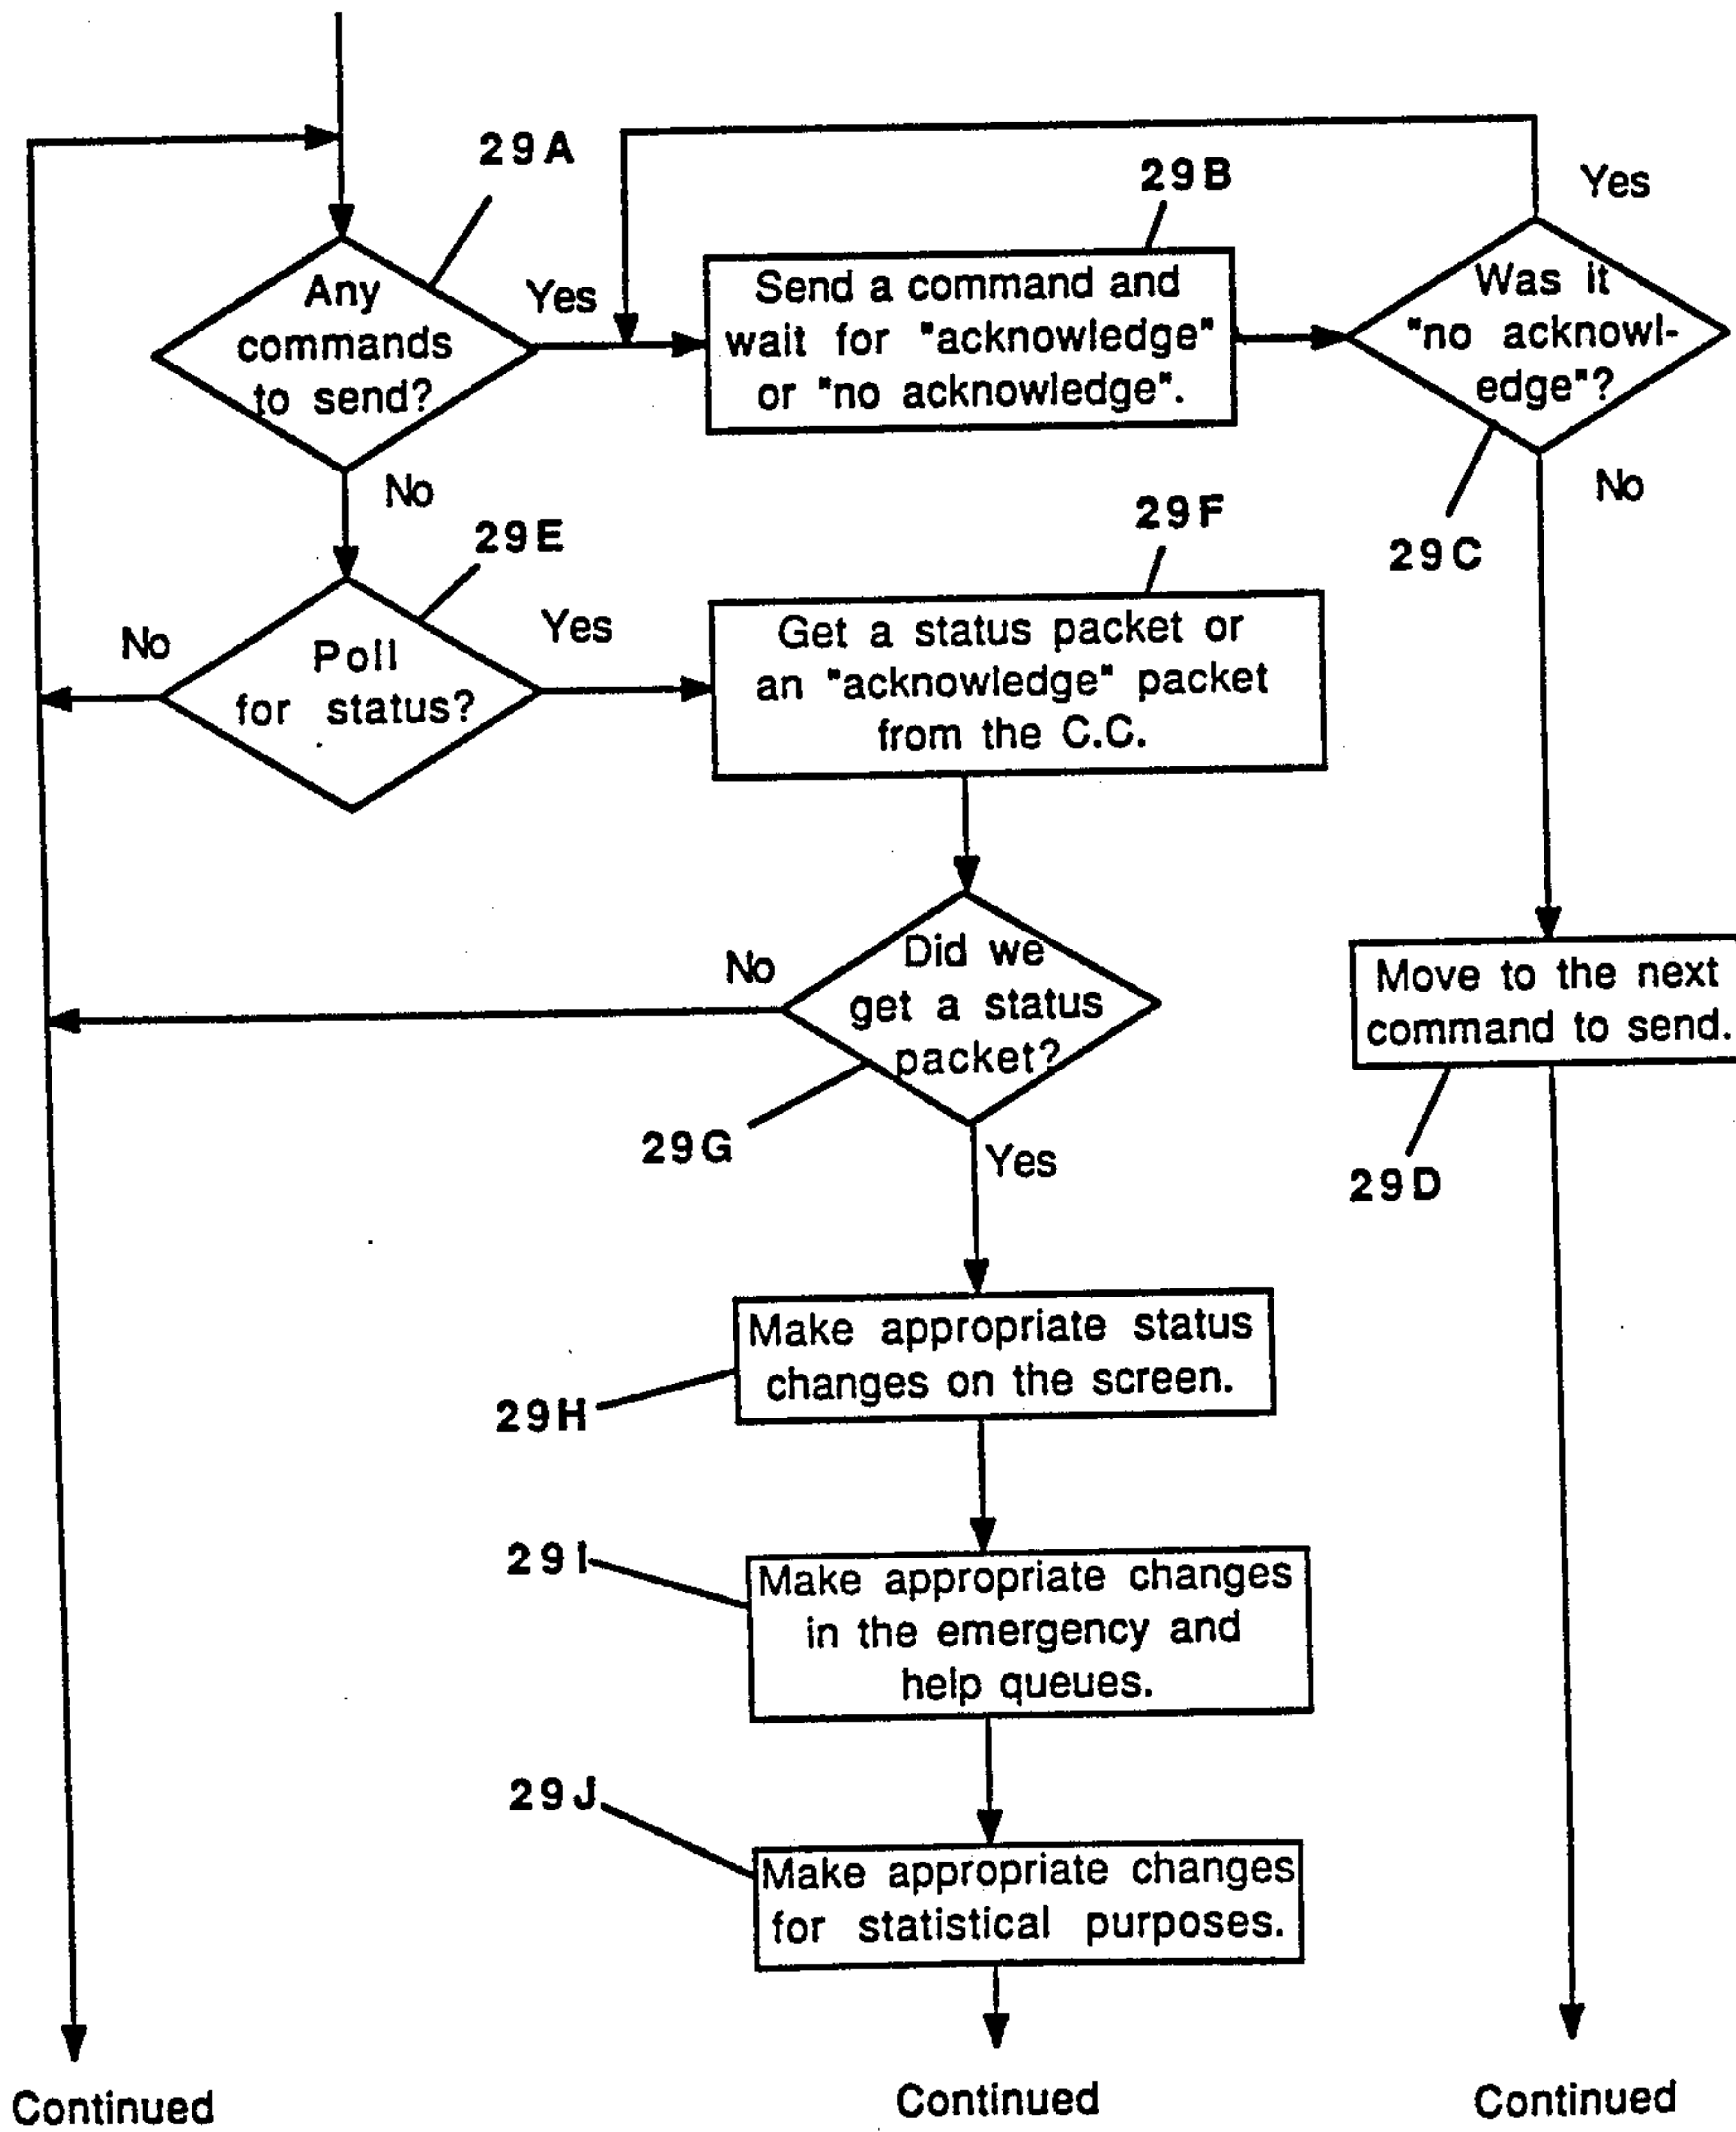 29A
29B
Yes
Any
commands
to send?
Yes
Send a command and
wait for "acknowledge"
or "no acknowledge".
Was it
"no acknowl-
edge"?
No
No
29C
29E
29F
No
Poll
for status?
Yes
Get a status packet or
an "acknowledge" packet
from the C.C.
No
Did we
get a status
packet?
Move to the next
command to send.
29G
Yes
29D
Make appropriate status
changes on the screen.
29H
29I
Make appropriate changes
in the emergency and
help queues.
29J
Make appropriate changes
for statistical purposes.
Continued
Continued
Continued